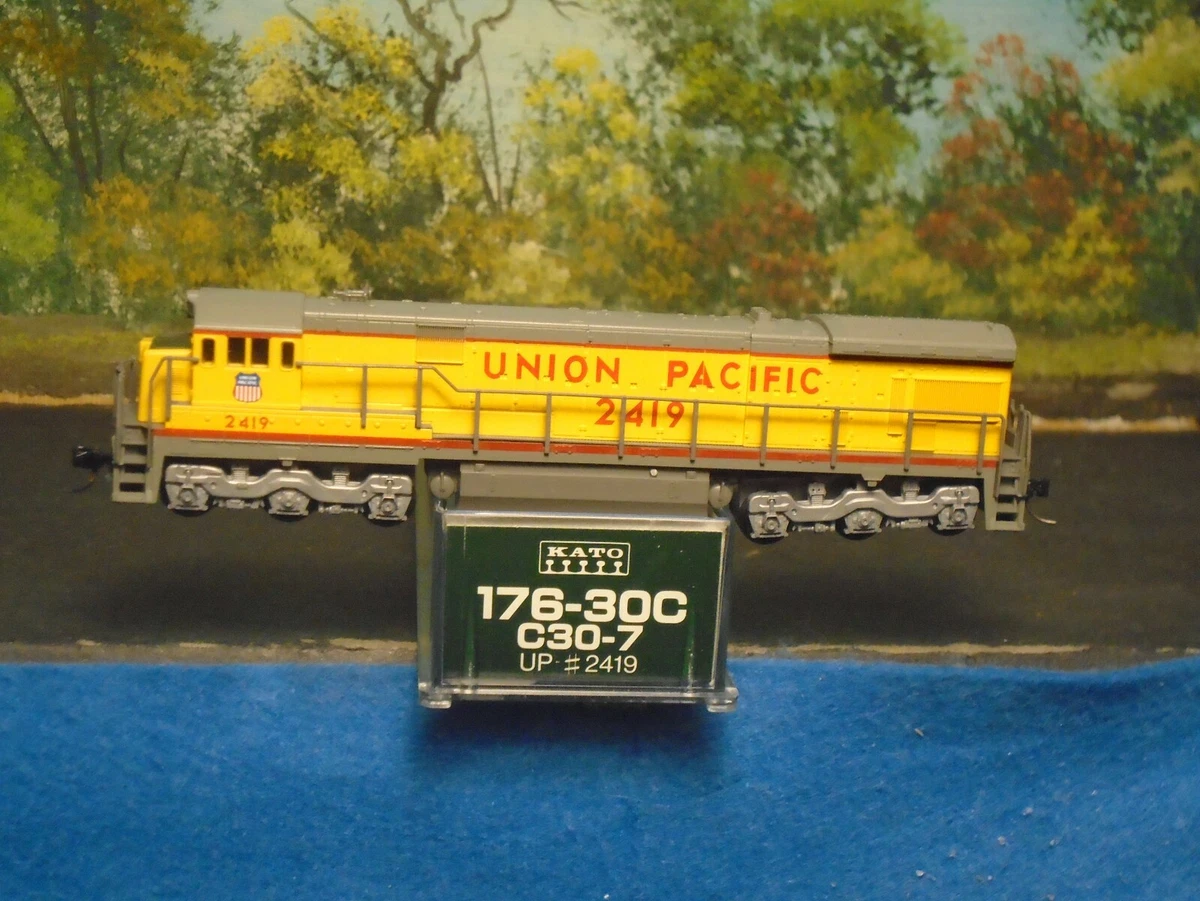 UNION PACIFIC
2419
2419
KATO
176-30C
C30-7
UP #2419